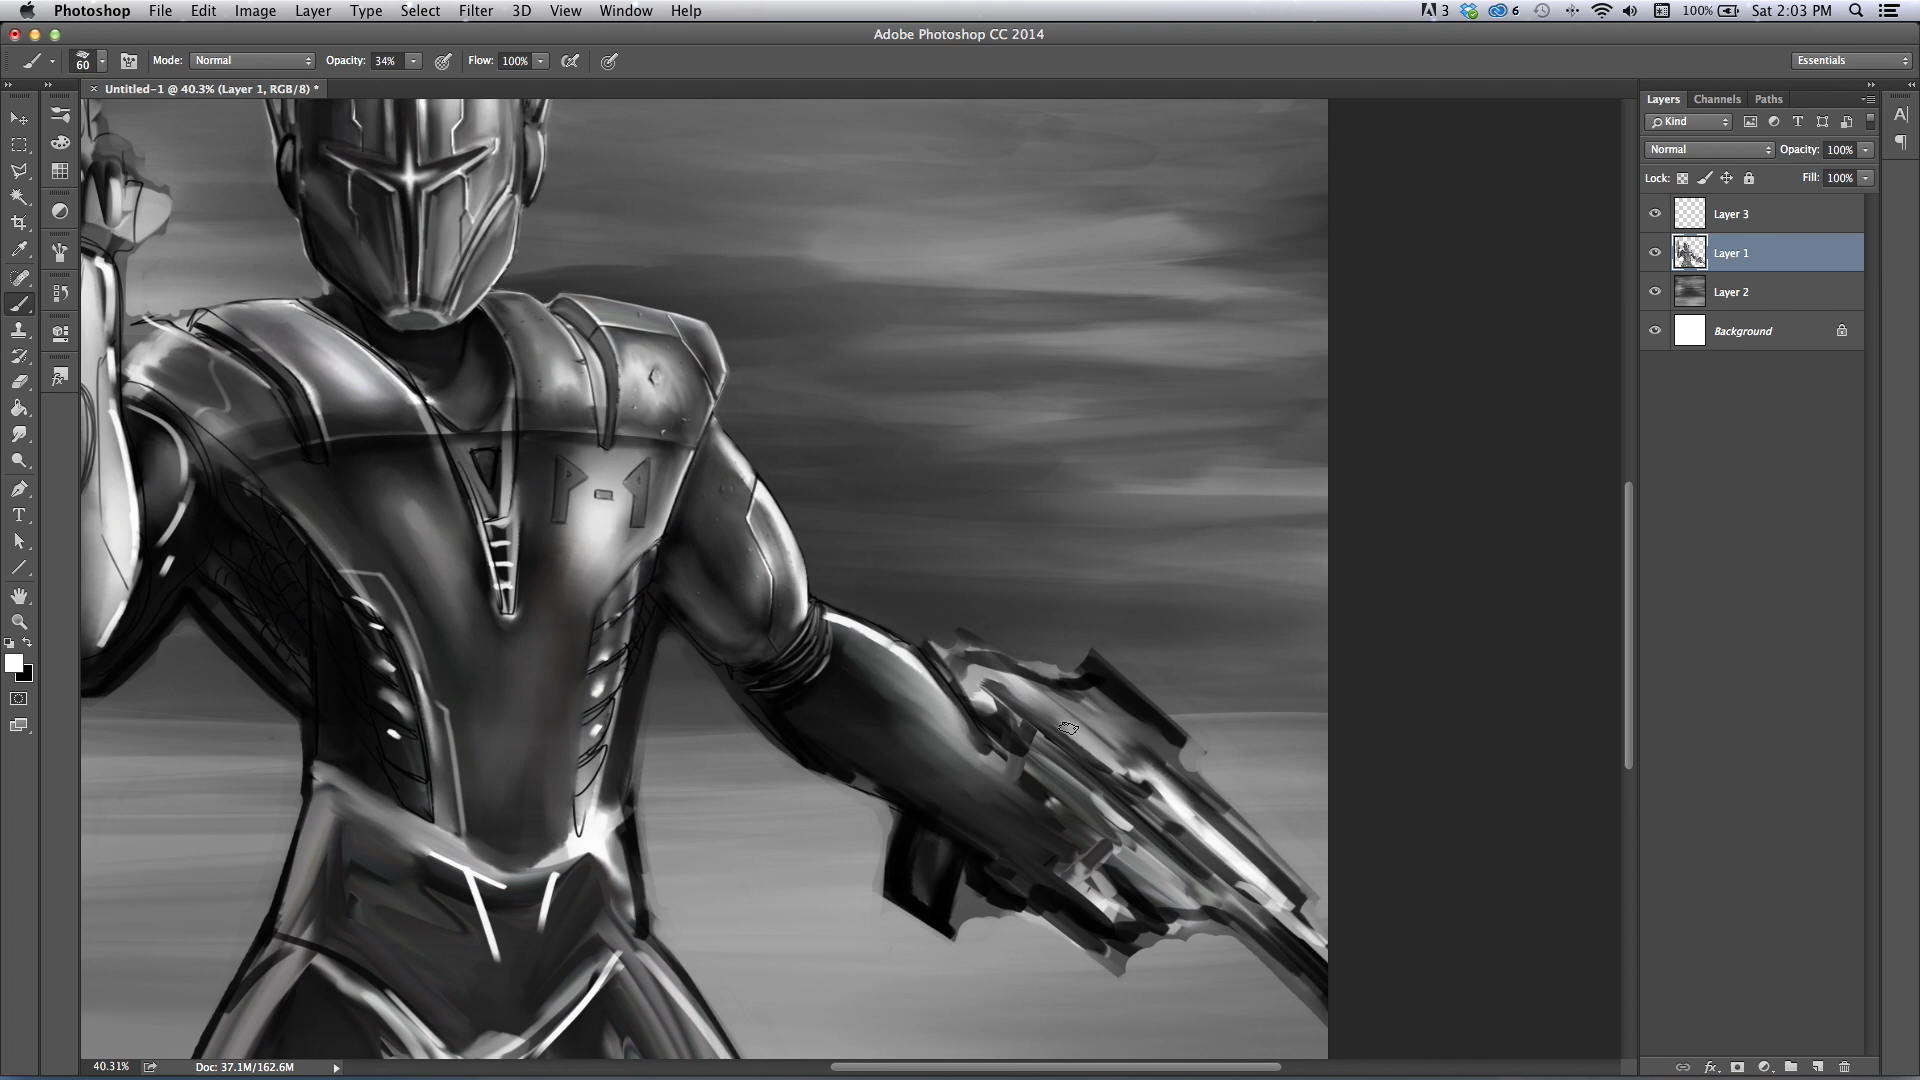 Photoshop File Edit Image Layer Type Select Filter 3D View Window Help 3 6 100% Sat 2:03 PM
Adobe Photoshop CC 2014
60 Mode: Normal Opacity: 34% Flow: 100% Essentials
Untitled-1 @ 40.3% (Layer 1, RGB/8) *
Layers Channels Paths
Kind
Normal Opacity: 100%
Lock: Fill: 100%
Layer 3
Layer 1
Layer 2
Background
P-1
40.31% Doc: 37.1M/162.6M